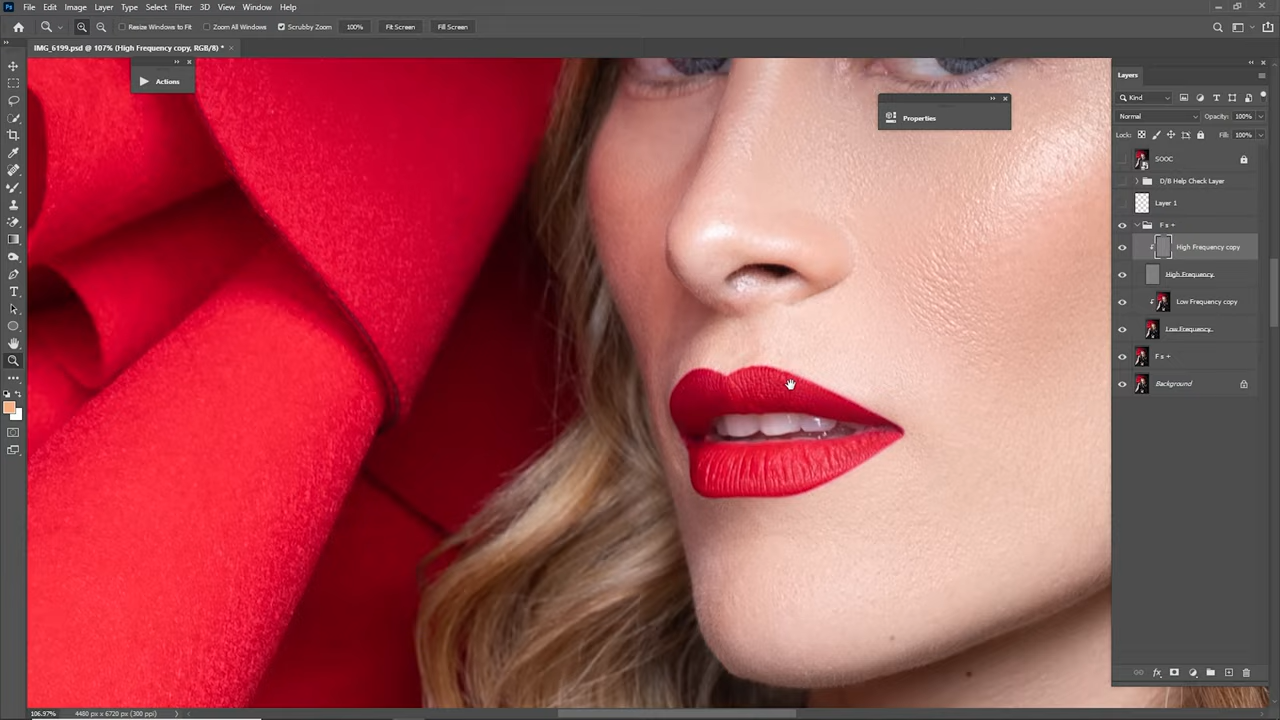 Ps File Edit Image Layer Type Select Filter 3D View Window Help
Resize Windows to Fit Zoom All Windows Scrubby Zoom 100% Fit Screen Fill Screen
IMG_6199.psd @ 107% (High Frequency copy, RGB/8) *
Actions
Properties
Layers
Kind
Normal Opacity: 100%
Lock: Fill: 100%
SOOC
D/B Help Check Layer
Layer 1
F s +
High Frequency copy
High Frequency
Low Frequency copy
Low Frequency
F s +
Background
106.97% 4480 px x 6720 px (300 ppi)